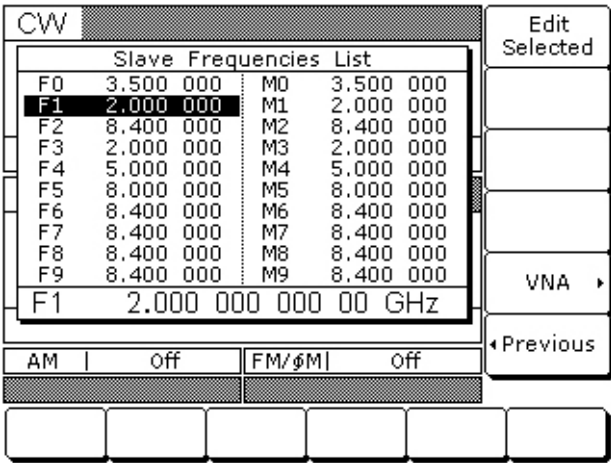 CW
Edit
Selected
Slave Frequencies List
F0 3.500 000 M0 3.500 000
F1 2.000 000 M1 2.000 000
F2 8.400 000 M2 8.400 000
F3 2.000 000 M3 2.000 000
F4 5.000 000 M4 5.000 000
F5 8.000 000 M5 8.000 000
F6 8.400 000 M6 8.400 000
F7 8.400 000 M7 8.400 000
F8 8.400 000 M8 8.400 000
F9 8.400 000 M9 8.400 000
F1 2.000 000 000 00 GHz
VNA ▸
◂Previous
AM | Off FM/ϕM| Off